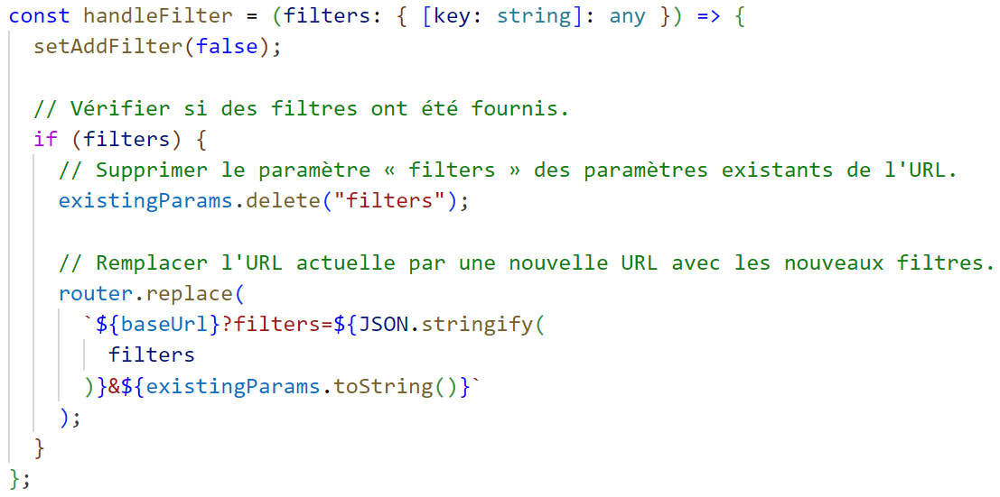 const handleFilter = (filters: { [key: string]: any }) => {
  setAddFilter(false);

  // Vérifier si des filtres ont été fournis.
  if (filters) {
    // Supprimer le paramètre « filters » des paramètres existants de l'URL.
    existingParams.delete("filters");

    // Remplacer l'URL actuelle par une nouvelle URL avec les nouveaux filtres.
    router.replace(
      `${baseUrl}?filters=${JSON.stringify(
        filters
      )}&${existingParams.toString()}`
    );
  }
};